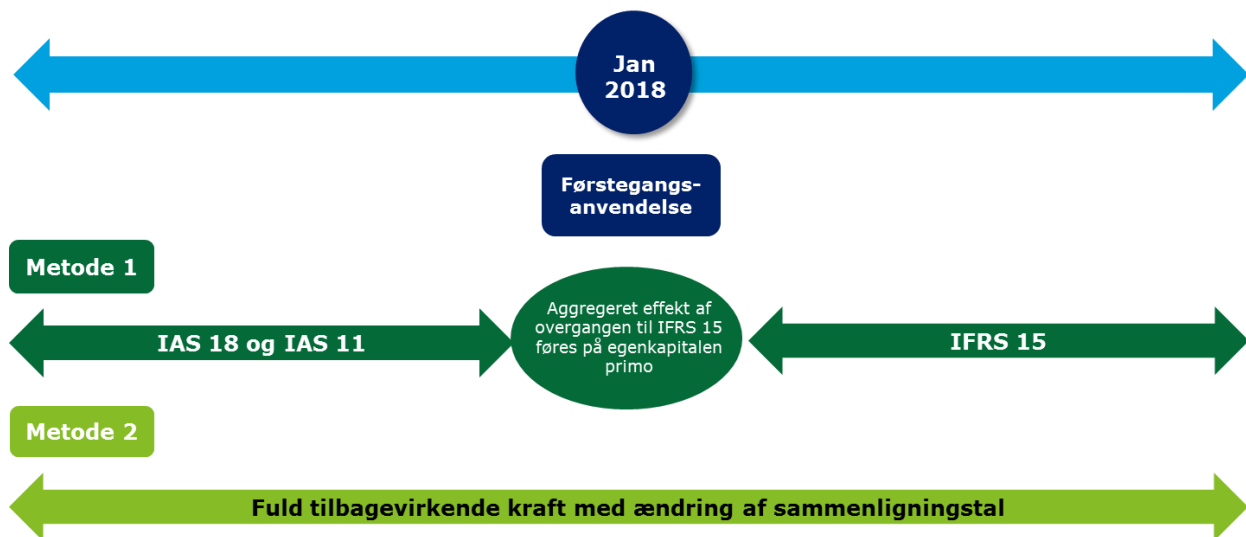 Jan
2018
Førstegangs-
anvendelse
Metode 1
IAS 18 og IAS 11
Aggregeret effekt af
overgangen til IFRS 15
føres på egenkapitalen
primo
IFRS 15
Metode 2
Fuld tilbagevirkende kraft med ændring af sammenligningstal